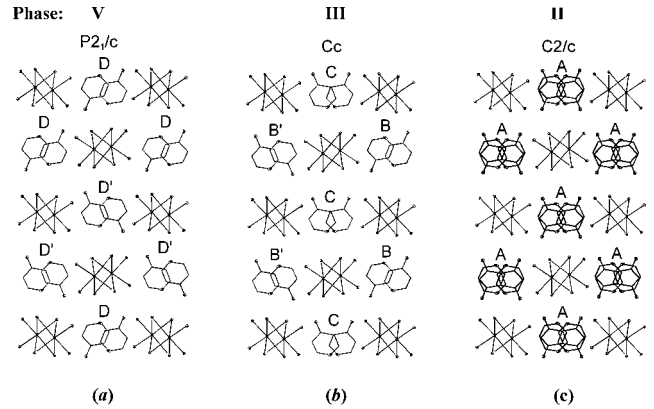 Phase: V III II
P2₁/c Cc C2/c
D C A
D D B' B A A
D' C A
D' D' B' B A A
D C A
(a) (b) (c)